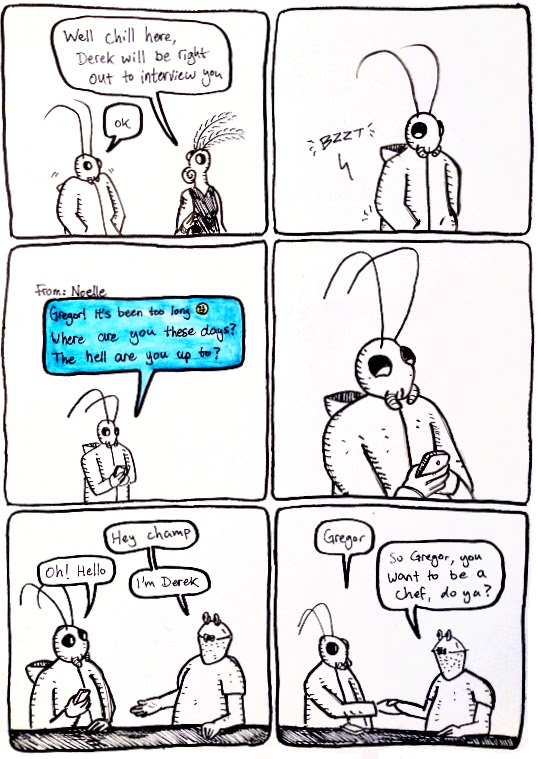 Well chill here,
Derek will be right
out to interview you
OK
BZZT
From: Noelle
Gregor! It's been too long
Where are you these days?
The hell are you up to?
Oh! Hello
Hey champ
I'm Derek
Gregor
So Gregor, you
want to be a
chef, do ya?